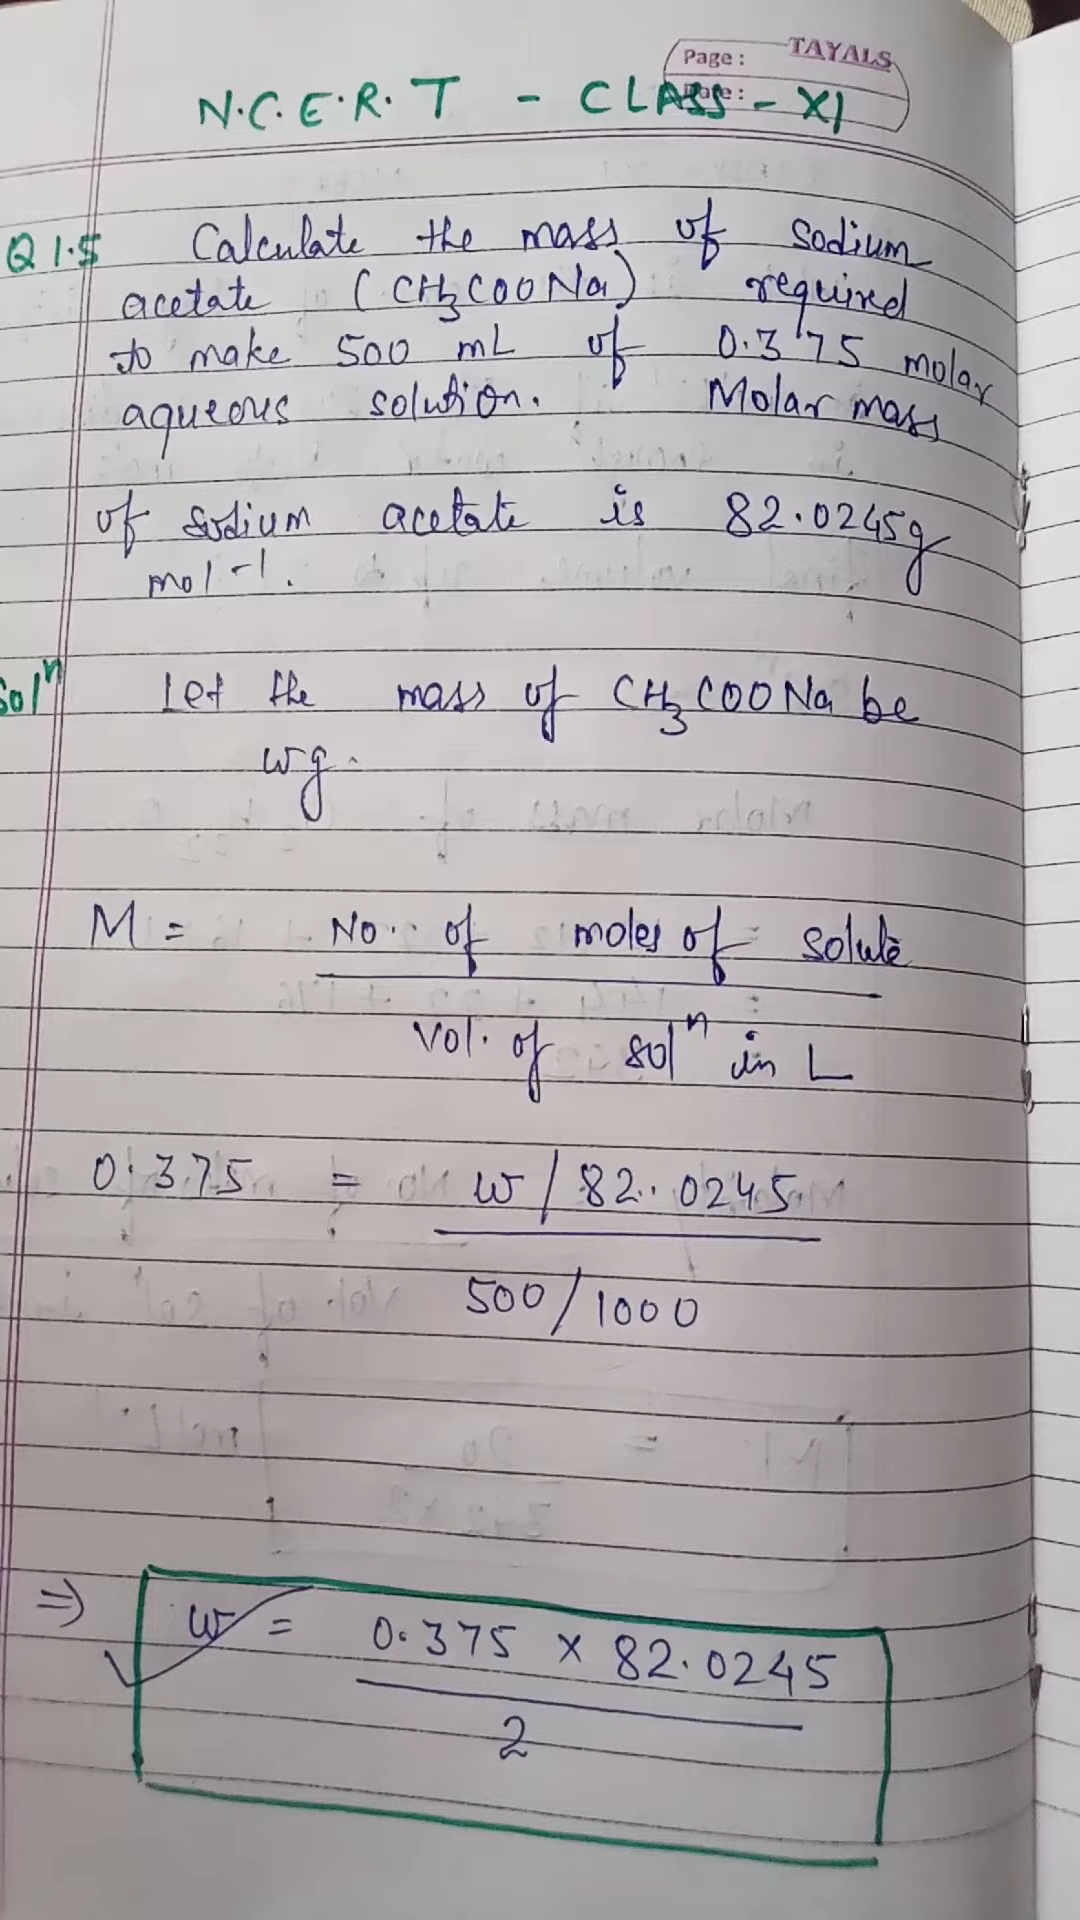 TAYALS
Page :
Date :
N.C.E.R.T - CLASS - XI
Q 1.5 Calculate the mass of sodium
acetate (CH3COONa) required
to make 500 mL of 0.375 molar
aqueous solution. Molar mass
of sodium acetate is 82.0245g
mol-1.
Solⁿ Let the mass of CH3COONa be
wg.
M = No. of moles of solute
Vol. of solⁿ in L
0.375 = w/82.0245
500/1000
⇒ w = 0.375 x 82.0245
2